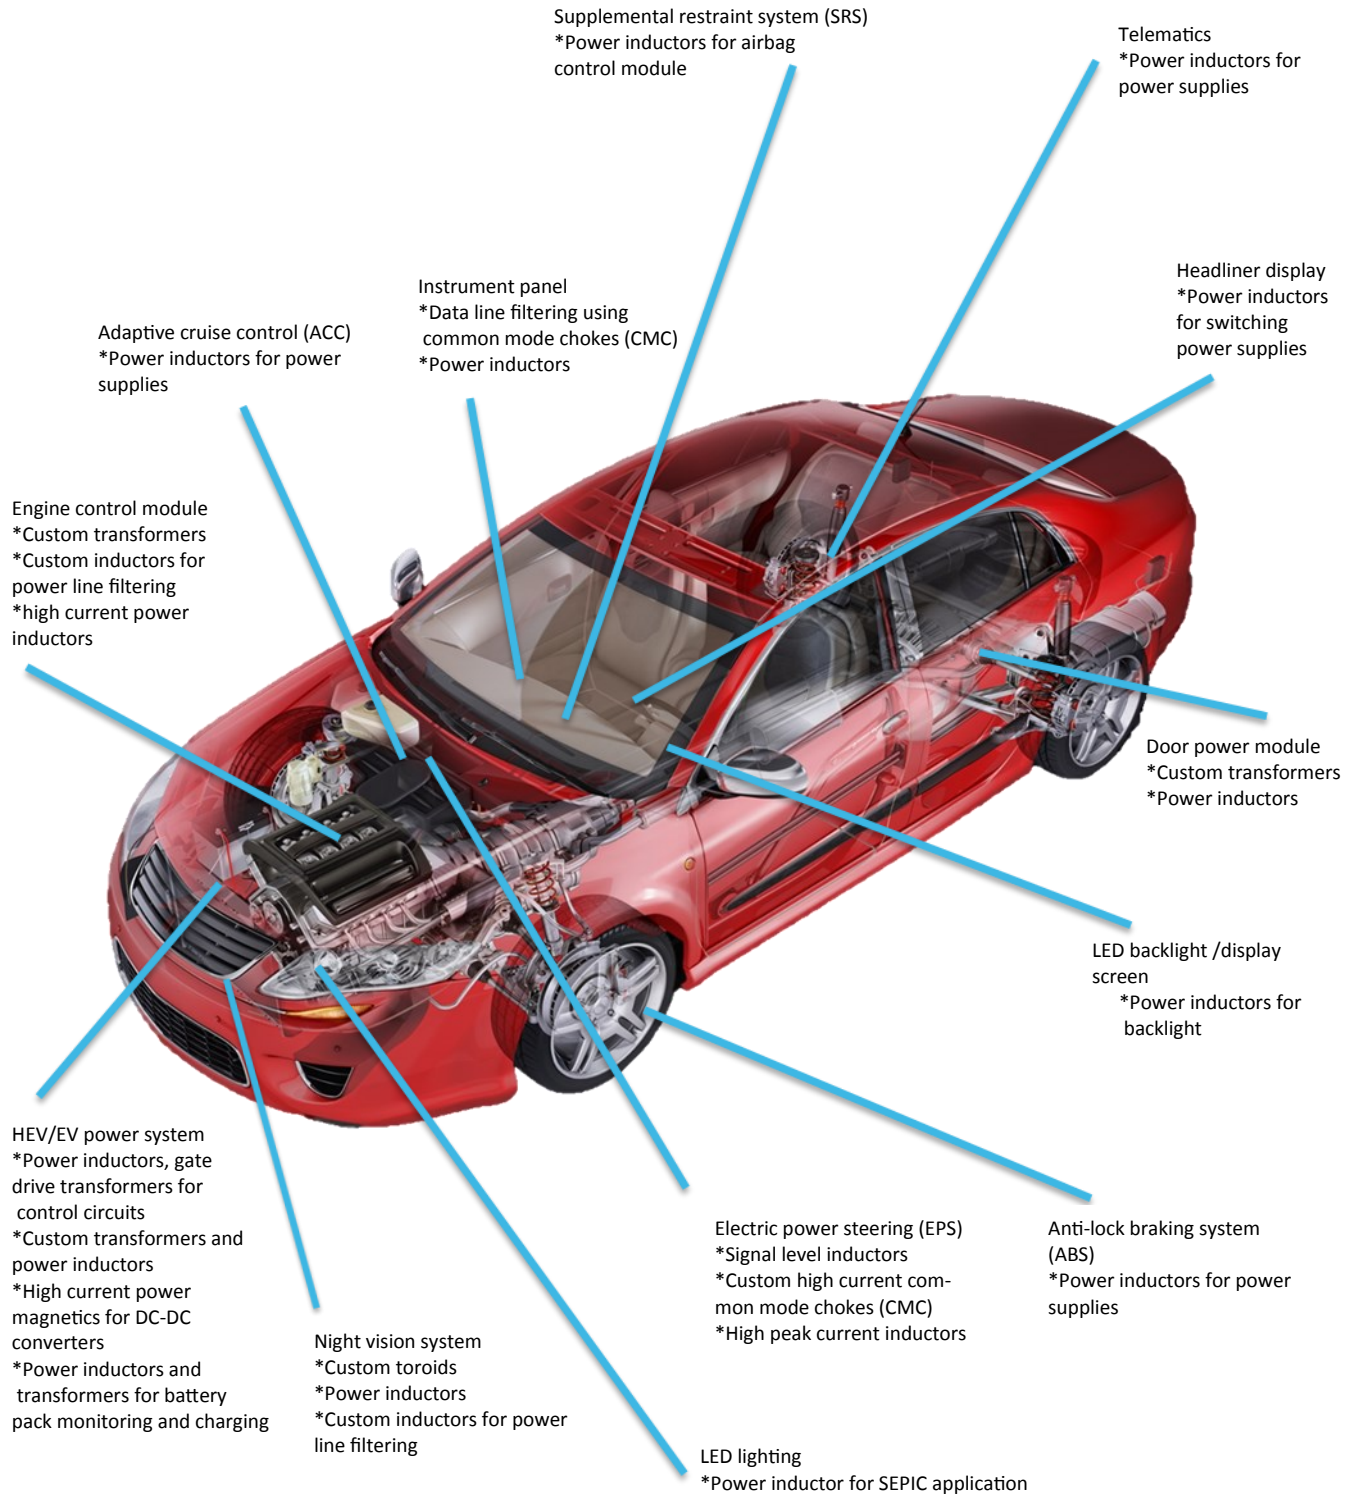 Supplemental restraint system (SRS)
*Power inductors for airbag
control module
Telematics
*Power inductors for
power supplies
Headliner display
*Power inductors
for switching
power supplies
Instrument panel
*Data line filtering using
common mode chokes (CMC)
*Power inductors
Adaptive cruise control (ACC)
*Power inductors for power
supplies
Engine control module
*Custom transformers
*Custom inductors for
power line filtering
*high current power
inductors
Door power module
*Custom transformers
*Power inductors
LED backlight /display
screen
*Power inductors for
backlight
HEV/EV power system
*Power inductors, gate
drive transformers for
control circuits
*Custom transformers and
power inductors
*High current power
magnetics for DC-DC
converters
*Power inductors and
transformers for battery
pack monitoring and charging
Night vision system
*Custom toroids
*Power inductors
*Custom inductors for power
line filtering
Electric power steering (EPS)
*Signal level inductors
*Custom high current com-
mon mode chokes (CMC)
*High peak current inductors
Anti-lock braking system
(ABS)
*Power inductors for power
supplies
LED lighting
*Power inductor for SEPIC application